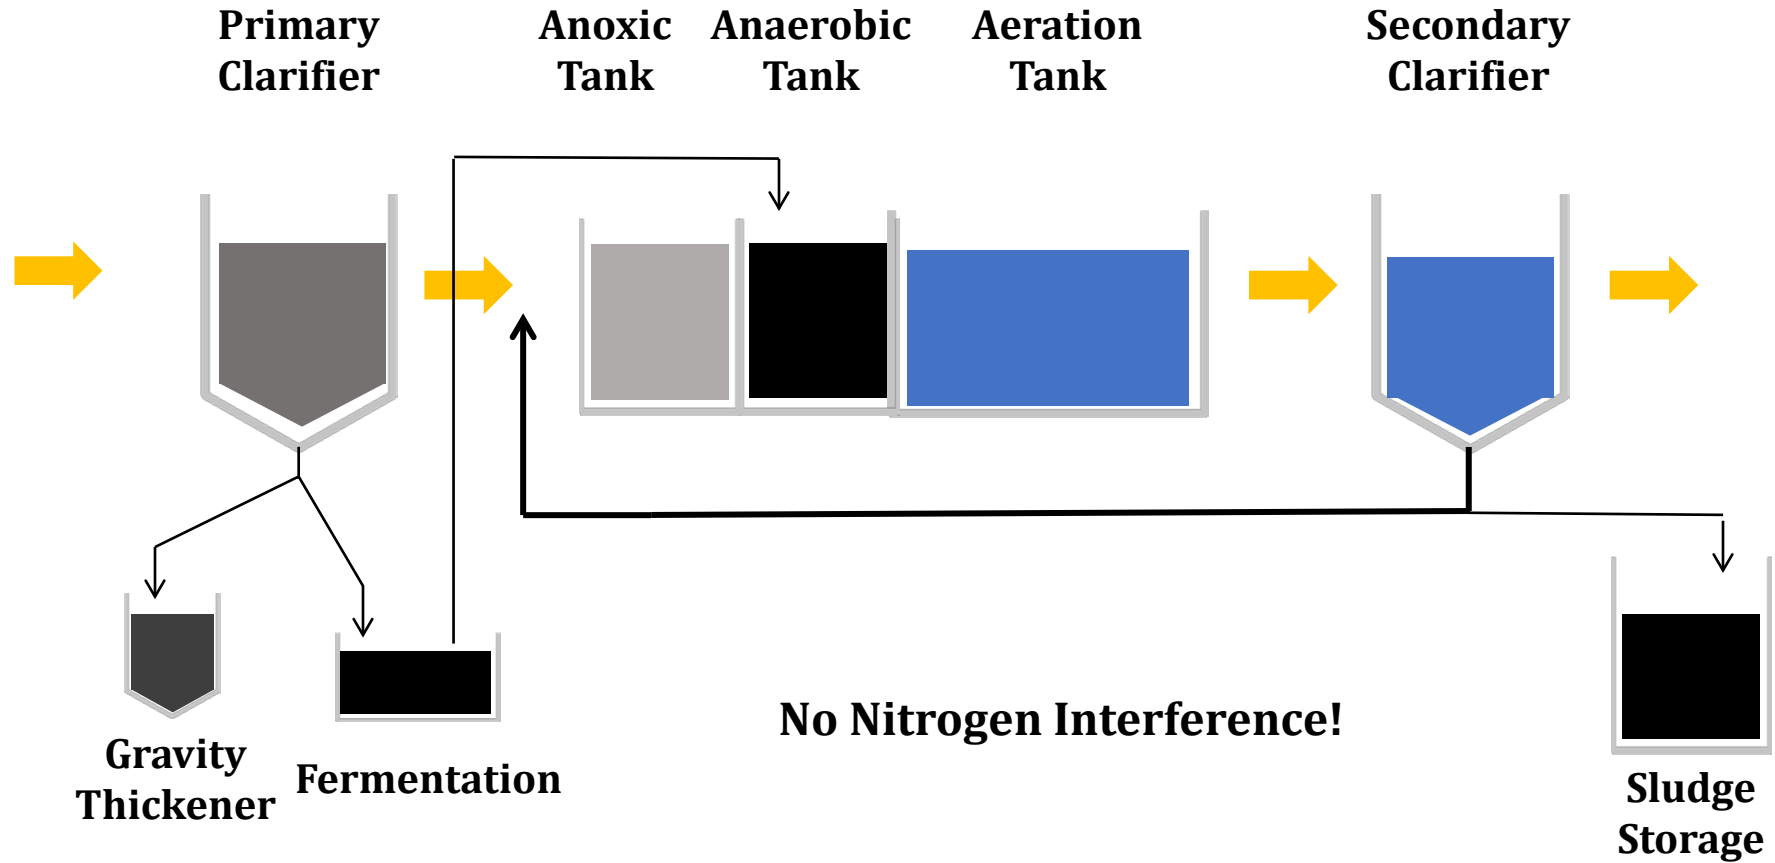 Primary
Clarifier
Anoxic
Tank
Anaerobic
Tank
Aeration
Tank
Secondary
Clarifier
No Nitrogen Interference!
Gravity
Thickener
Fermentation
Sludge
Storage